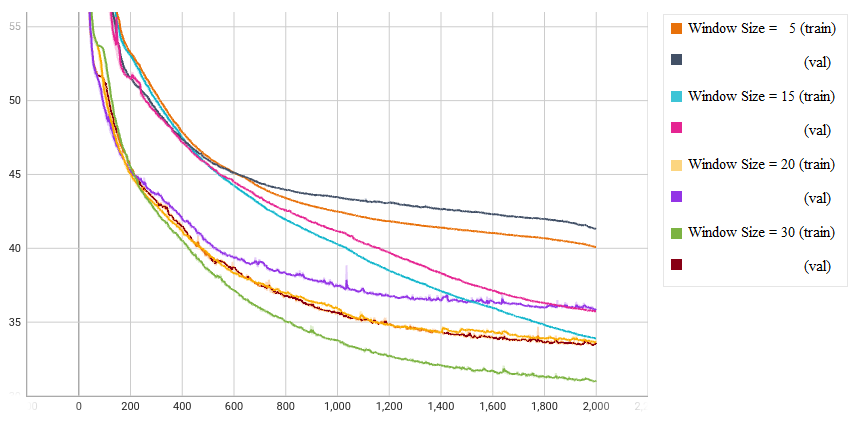 55
50
45
40
35
0 200 400 600 800 1,000 1,200 1,400 1,600 1,800 2,000
Window Size = 5 (train)
(val)
Window Size = 15 (train)
(val)
Window Size = 20 (train)
(val)
Window Size = 30 (train)
(val)